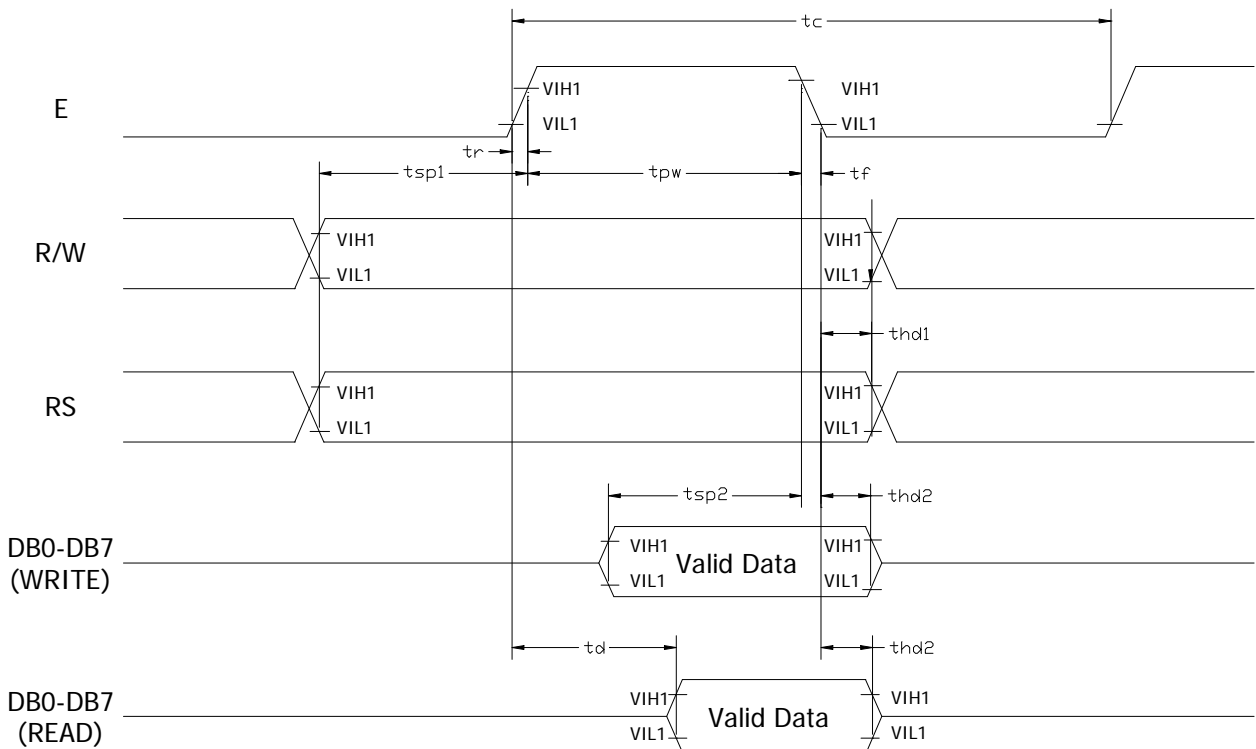 tc
E
VIH1
VIH1
VIL1
VIL1
tr
tsp1
tpw
tf
R/W
VIH1
VIH1
VIL1
VIL1
thd1
RS
VIH1
VIH1
VIL1
VIL1
tsp2
thd2
DB0-DB7
(WRITE)
VIH1
Valid Data
VIH1
VIL1
VIL1
td
thd2
DB0-DB7
(READ)
VIH1
Valid Data
VIH1
VIL1
VIL1